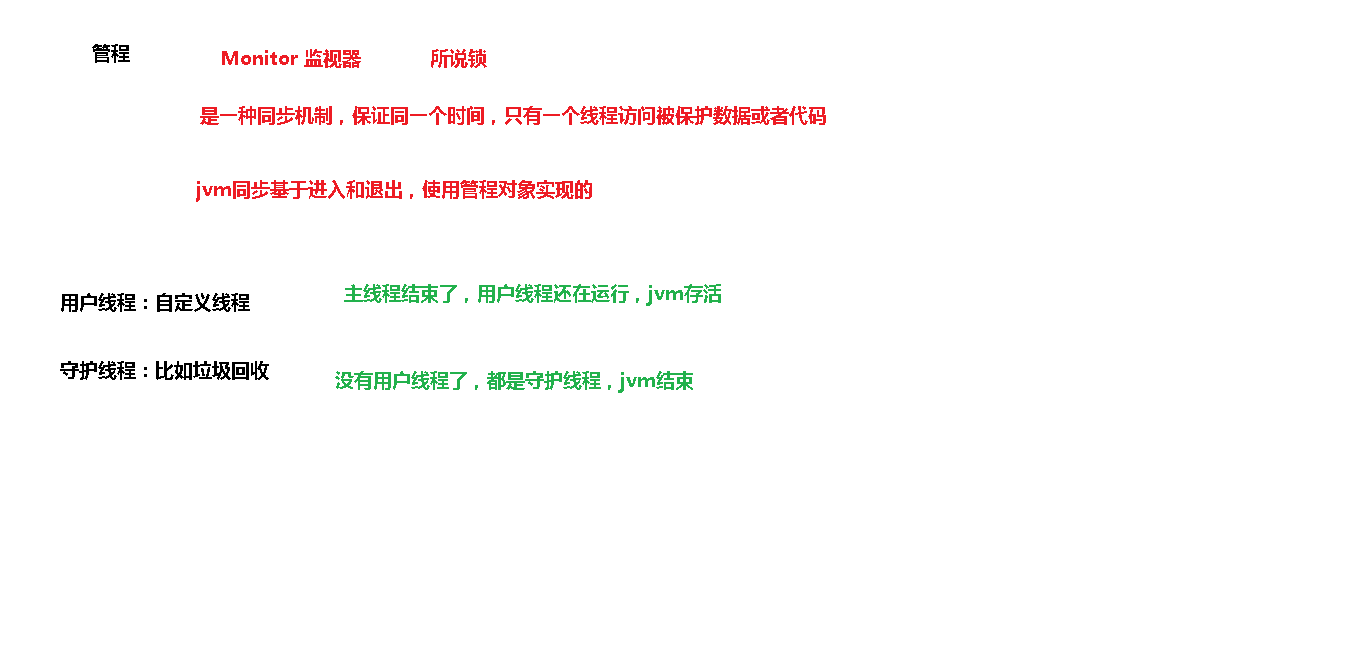 管程 Monitor 监视器 所说锁
是一种同步机制，保证同一个时间，只有一个线程访问被保护数据或者代码
jvm同步基于进入和退出，使用管程对象实现的
用户线程：自定义线程 主线程结束了，用户线程还在运行，jvm存活
守护线程：比如垃圾回收 没有用户线程了，都是守护线程，jvm结束